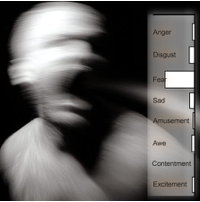 Anger
Disgust
Fear
Sad
Amusement
Awe
Contentment
Excitement